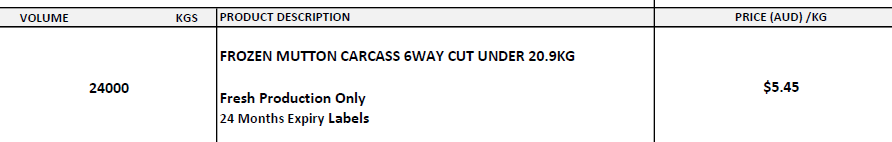 VOLUME KGS PRODUCT DESCRIPTION PRICE (AUD) /KG
FROZEN MUTTON CARCASS 6WAY CUT UNDER 20.9KG
24000 $5.45
Fresh Production Only
24 Months Expiry Labels